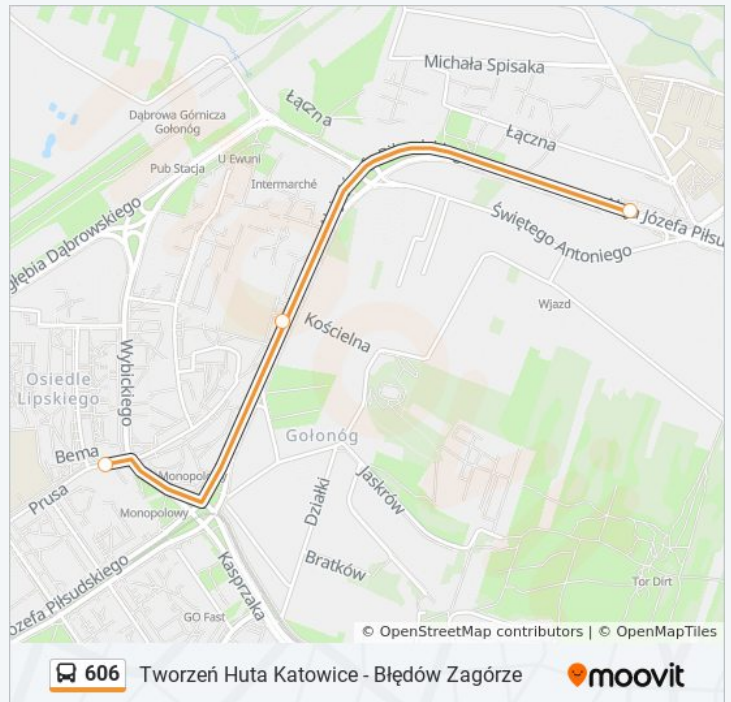 Michała Spisaka
Łączna
Dąbrowa Górnicza
Gołonóg
Łączna
U Ewuni
Pub Stacja
Intermarché
Józefa Piłsu
Świętego Antoniego
głębia Dąbrowskiego
Wjazd
Kościelna
Wybickiego
Osiedle
Lipskiego
Gołonóg
Bema
Monopolowy
Prusa
Jaskrów
Działki
Monopolowy
Kasprzaka
Bratków
ózefa Piłsudskiego
Tor Dirt
GO Fast
© OpenStreetMap contributors | © OpenMapTiles
606 Tworzeń Huta Katowice - Błędów Zagórze
moovit